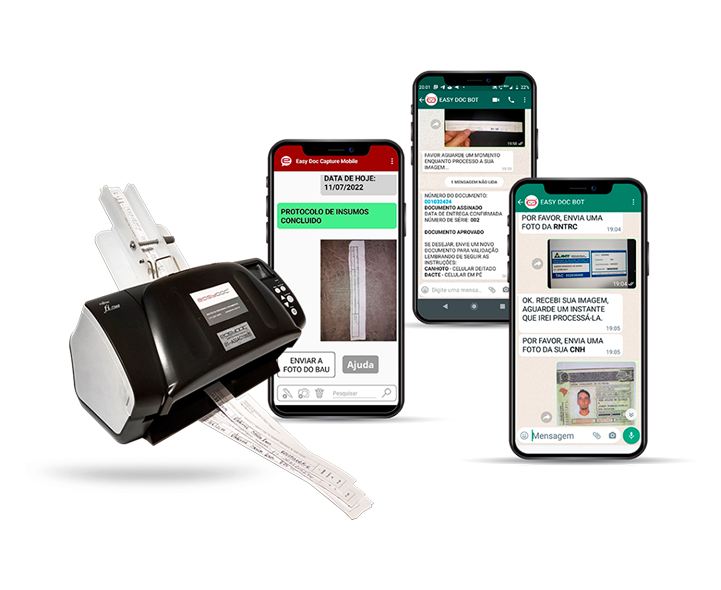 EASYDOC
Easy Doc Capture Mobile
DATA DE HOJE:
11/07/2022
PROTOCOLO DE INSUMOS
CONCLUIDO
ENVIAR A
FOTO DO BAU
Ajuda
Pesquisar
20:01
22%
EASY DOC BOT
19:58
FAVOR AGUARDE UM MOMENTO
ENQUANTO PROCESSO A SUA
IMAGEM...
1 MENSAGEM NÃO LIDA
NÚMERO DO DOCUMENTO:
001032424
DOCUMENTO ASSINADO
DATA DE ENTREGA CONFIRMADA
NÚMERO DE SÉRIE: 002
DOCUMENTO APROVADO
SE DESEJAR, ENVIE UM NOVO
DOCUMENTO PARA VALIDAÇÃO
LEMBRANDO DE SEGUIR AS
INSTRUÇÕES:
CANHOTO - CELULAR DEITADO
DACTE - CELULAR EM PÉ
Digite uma mensa...
EASY DOC BOT
POR FAVOR, ENVIA UMA
FOTO DA RNTRC
19:04
19:04
OK. RECEBI SUA IMAGEM,
AGUARDE UM INSTANTE
QUE IREI PROCESSÁ-LA.
19:05
POR FAVOR, ENVIA UMA
FOTO DA SUA CNH
19:05
Mensagem